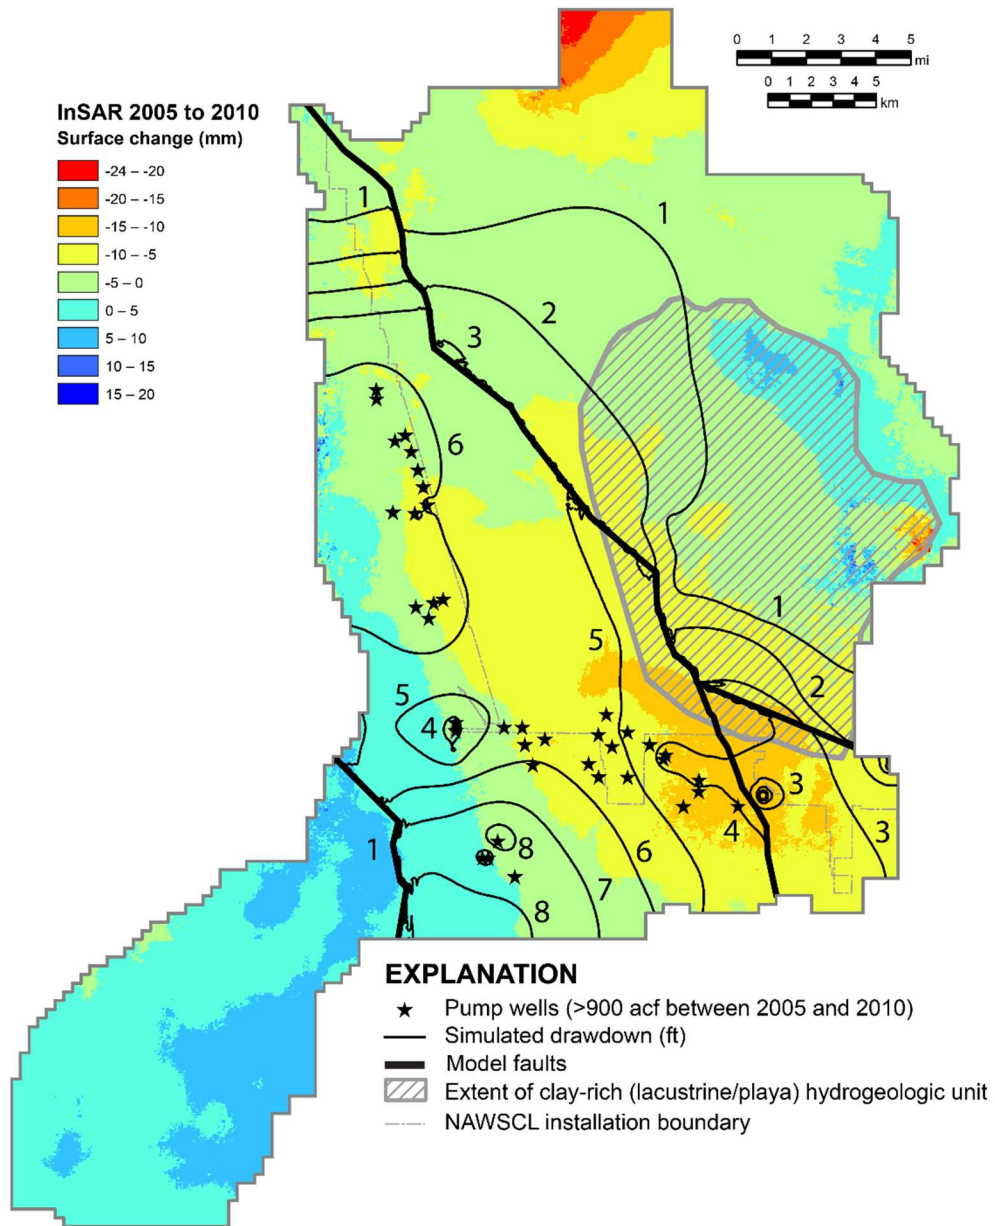 0 1 2 3 4 5
mi
0 1 2 3 4 5
km
InSAR 2005 to 2010
Surface change (mm)
-24 – -20
-20 – -15
-15 – -10
-10 – -5
-5 – 0
0 – 5
5 – 10
10 – 15
15 – 20
1
1
2
3
6
1
5
2
5
4
3
4
3
6
1
8
7
8
EXPLANATION
Pump wells (>900 acf between 2005 and 2010)
Simulated drawdown (ft)
Model faults
Extent of clay-rich (lacustrine/playa) hydrogeologic unit
NAWSCL installation boundary